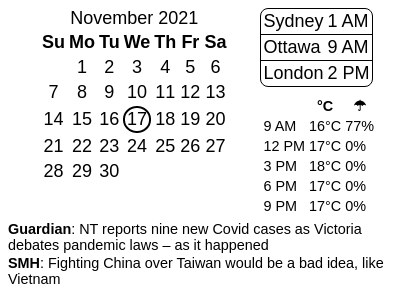 November 2021
Su Mo Tu We Th Fr Sa
1 2 3 4 5 6
7 8 9 10 11 12 13
14 15 16 17 18 19 20
21 22 23 24 25 26 27
28 29 30
Sydney 1 AM
Ottawa 9 AM
London 2 PM
°C ☂
9 AM 16°C 77%
12 PM 17°C 0%
3 PM 18°C 0%
6 PM 17°C 0%
9 PM 17°C 0%
Guardian: NT reports nine new Covid cases as Victoria
debates pandemic laws – as it happened
SMH: Fighting China over Taiwan would be a bad idea, like
Vietnam